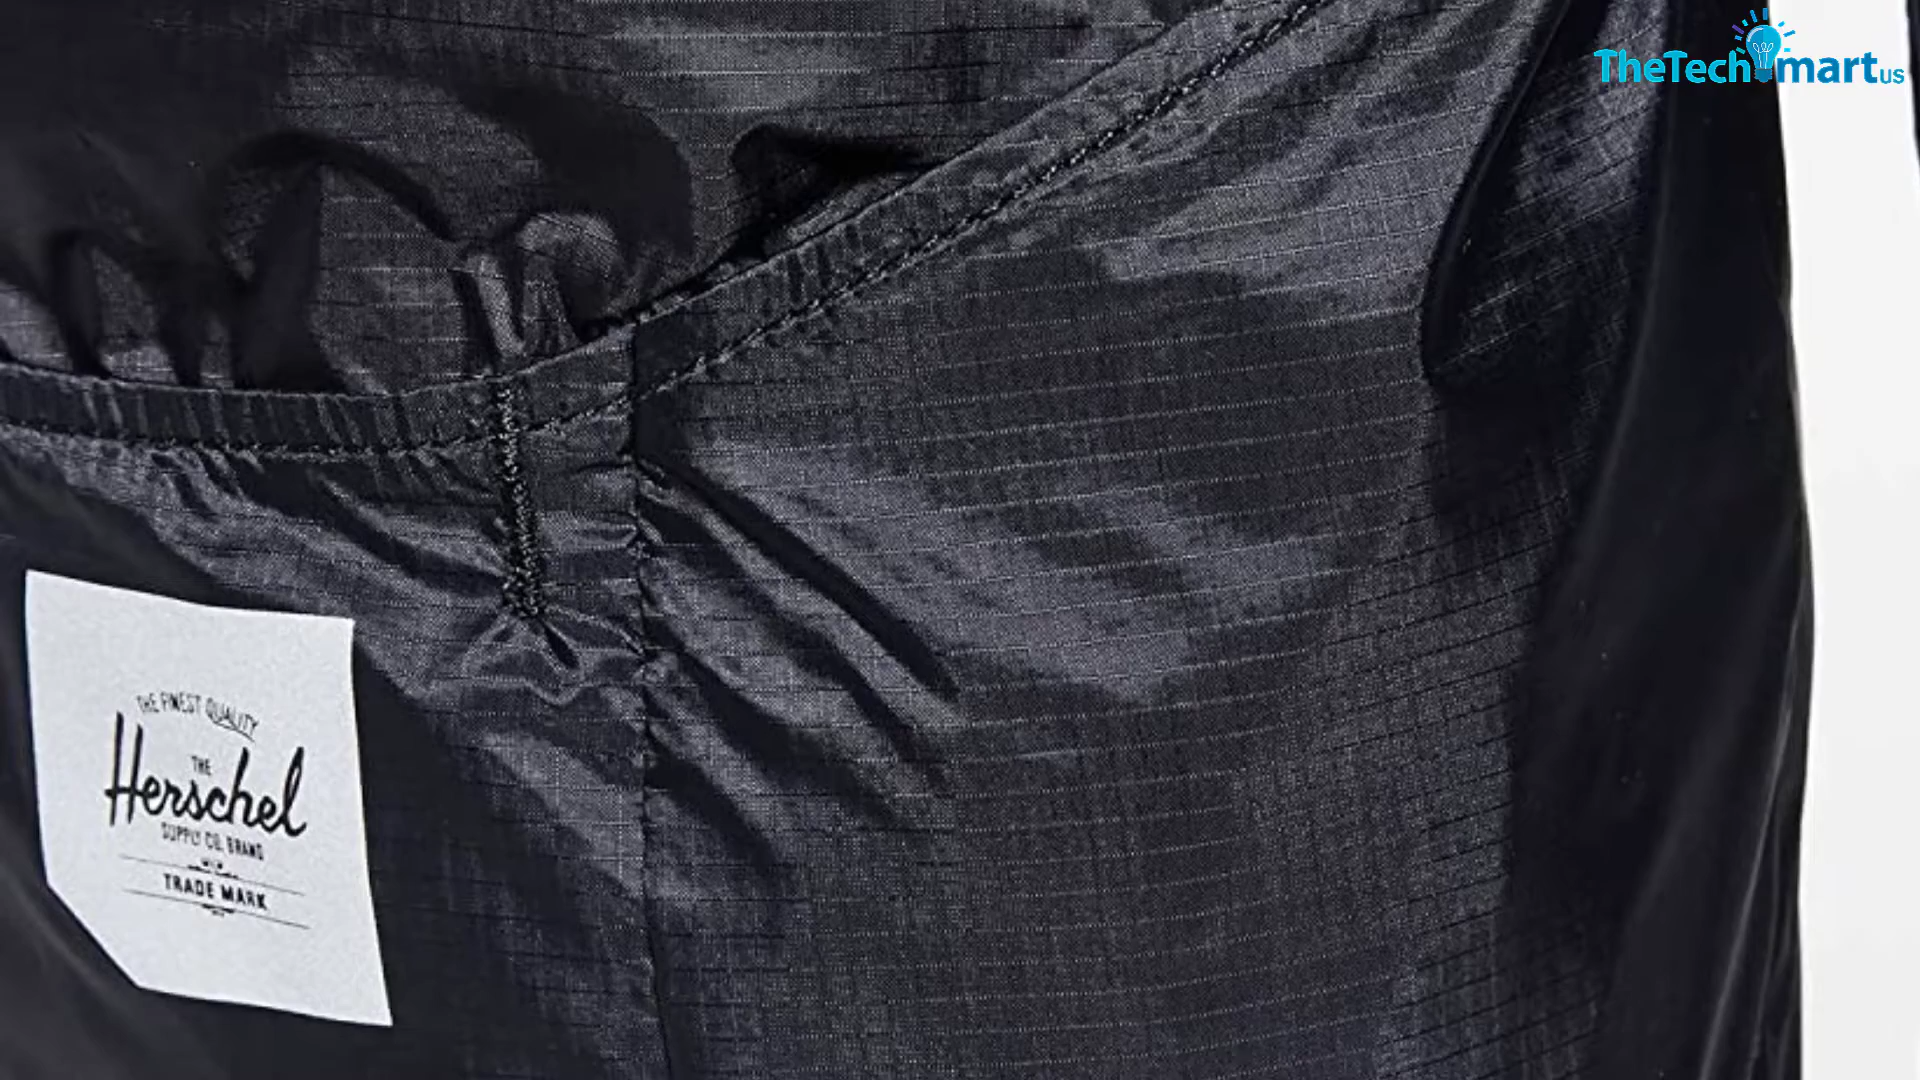 TheTechmartUS
THE FINEST QUALITY
THE
Herschel
SUPPLY CO. BRAND
TRADE MARK